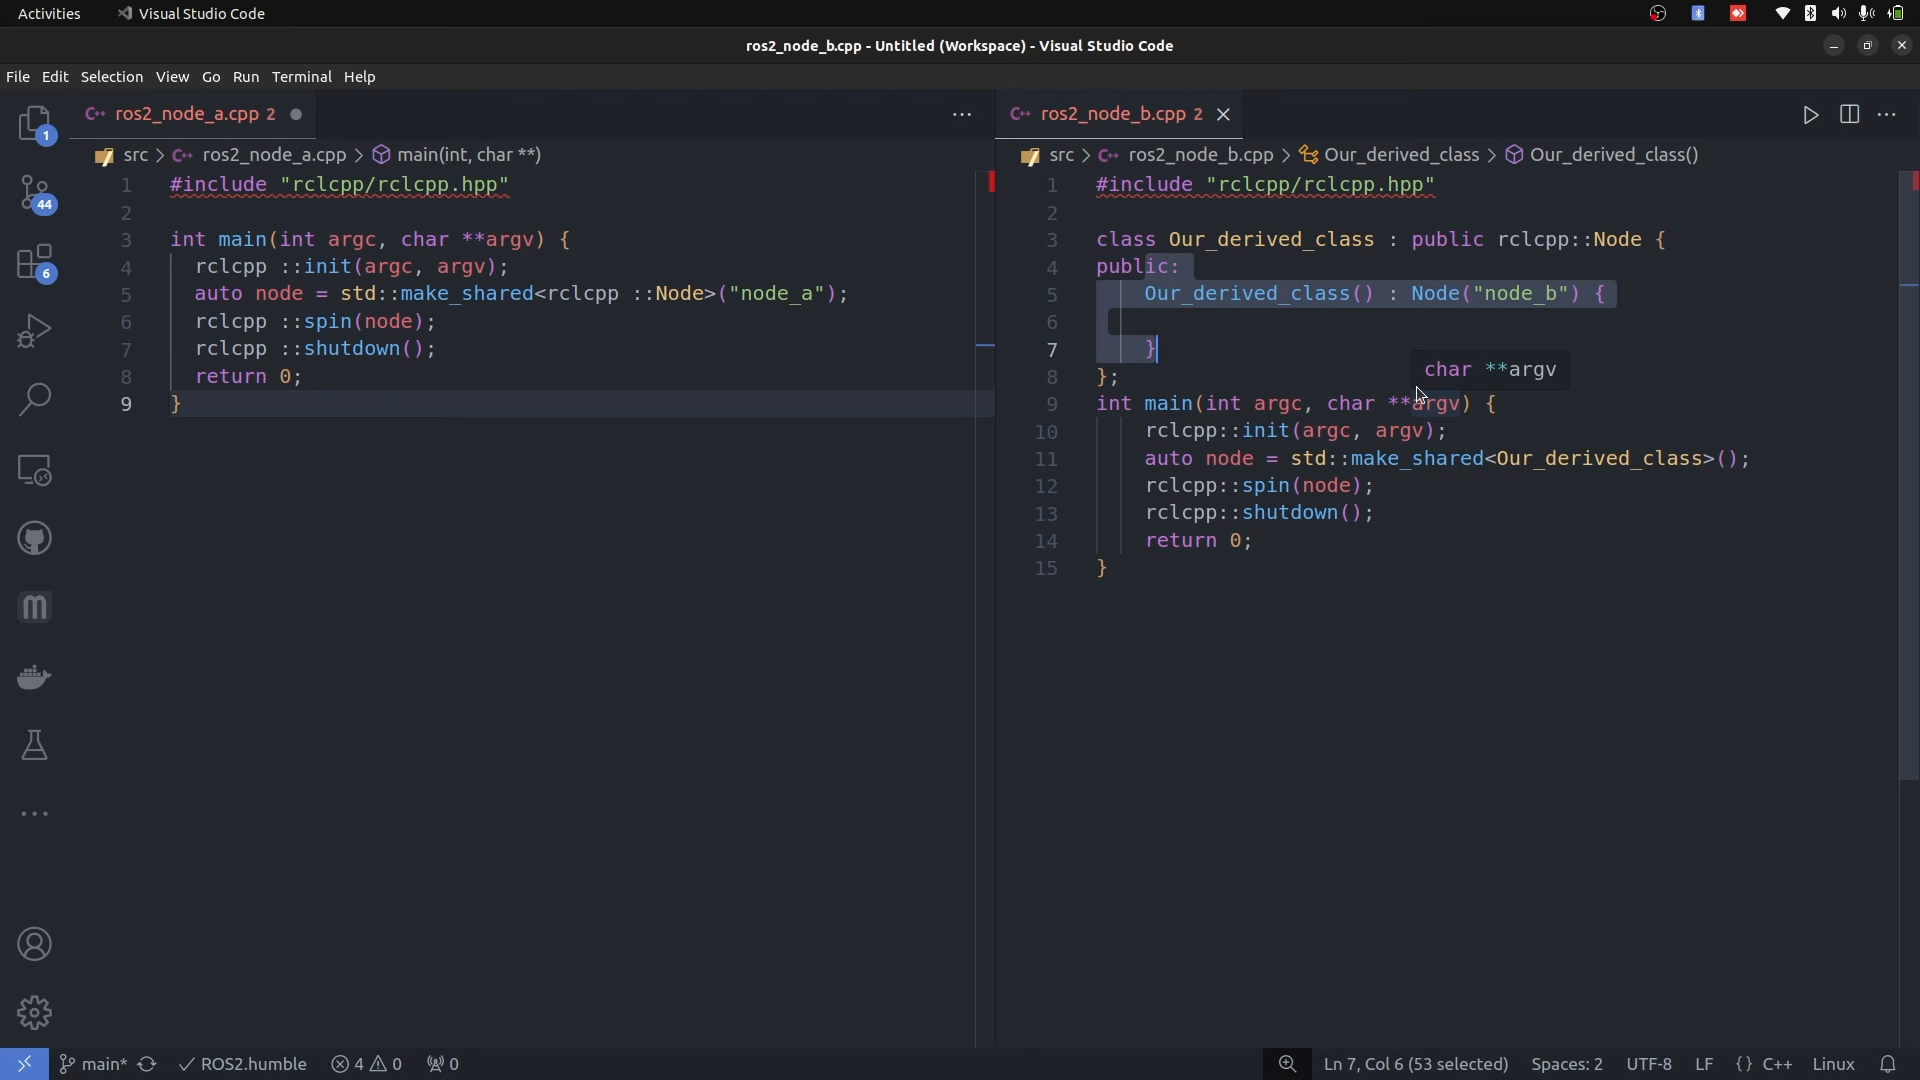 Activities Visual Studio Code
ros2_node_b.cpp - Untitled (Workspace) - Visual Studio Code
File Edit Selection View Go Run Terminal Help
C++ ros2_node_a.cpp 2
src > C++ ros2_node_a.cpp > main(int, char **)
1 #include "rclcpp/rclcpp.hpp"
2
3 int main(int argc, char **argv) {
4 rclcpp ::init(argc, argv);
5 auto node = std::make_shared<rclcpp ::Node>("node_a");
6 rclcpp ::spin(node);
7 rclcpp ::shutdown();
8 return 0;
9 }
C++ ros2_node_b.cpp 2
src > C++ ros2_node_b.cpp > Our_derived_class > Our_derived_class()
1 #include "rclcpp/rclcpp.hpp"
2
3 class Our_derived_class : public rclcpp::Node {
4 public:
5 Our_derived_class() : Node("node_b") {
6
7 }
char **argv
8 };
9 int main(int argc, char **argv) {
10 rclcpp::init(argc, argv);
11 auto node = std::make_shared<Our_derived_class>();
12 rclcpp::spin(node);
13 rclcpp::shutdown();
14 return 0;
15 }
1
44
6
m
main* ROS2.humble 4 0 0
Ln 7, Col 6 (53 selected) Spaces: 2 UTF-8 LF {} C++ Linux